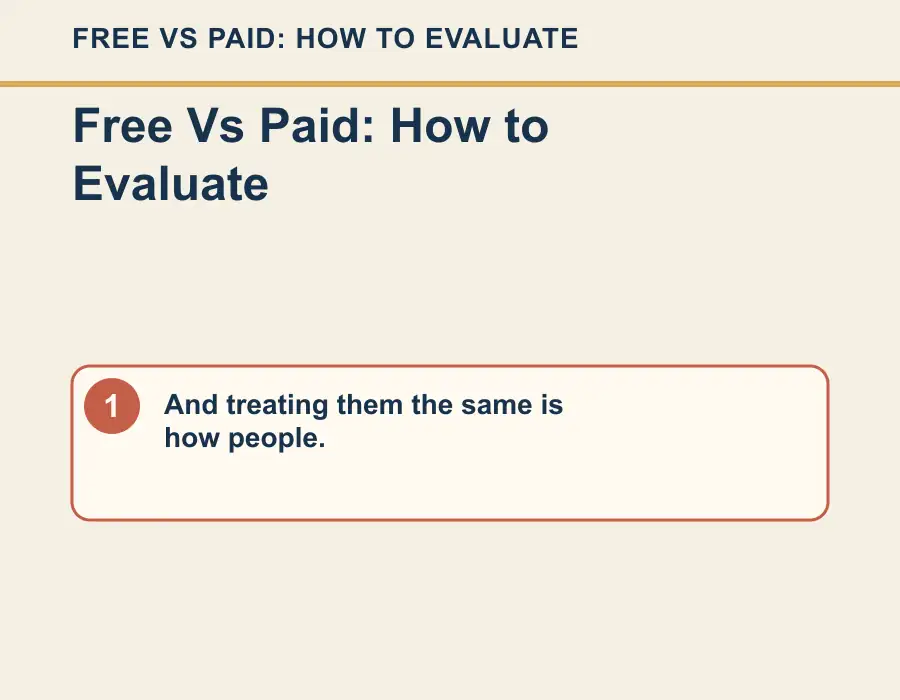 FREE VS PAID: HOW TO EVALUATE
Free Vs Paid: How to
Evaluate
1
And treating them the same is
how people.